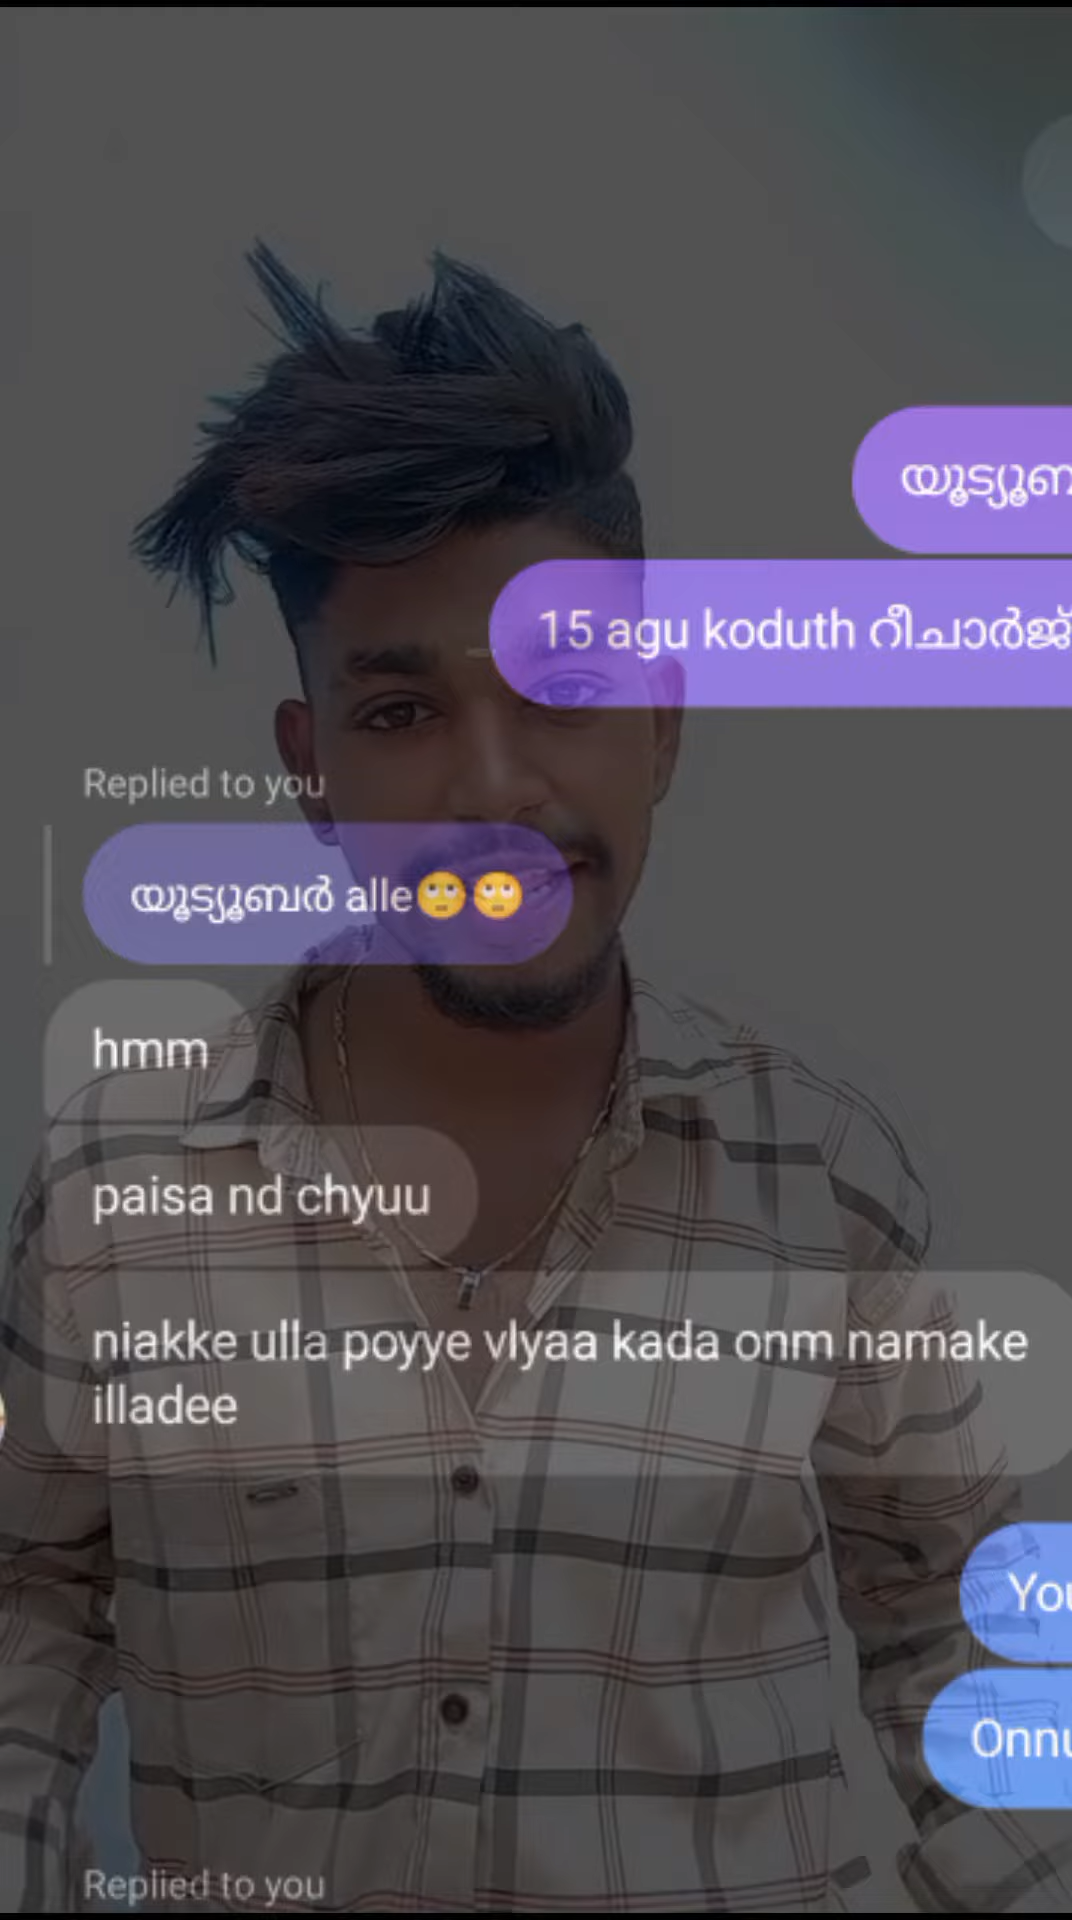 യൂട്യൂബ
15 agu koduth റീചാർജ്
Replied to you
യൂട്യൂബർ alle🙄🙄
hmm
paisa nd chyuu
niakke ulla poyye vlyaa kada onm namake
illadee
You
Onnu
Replied to you